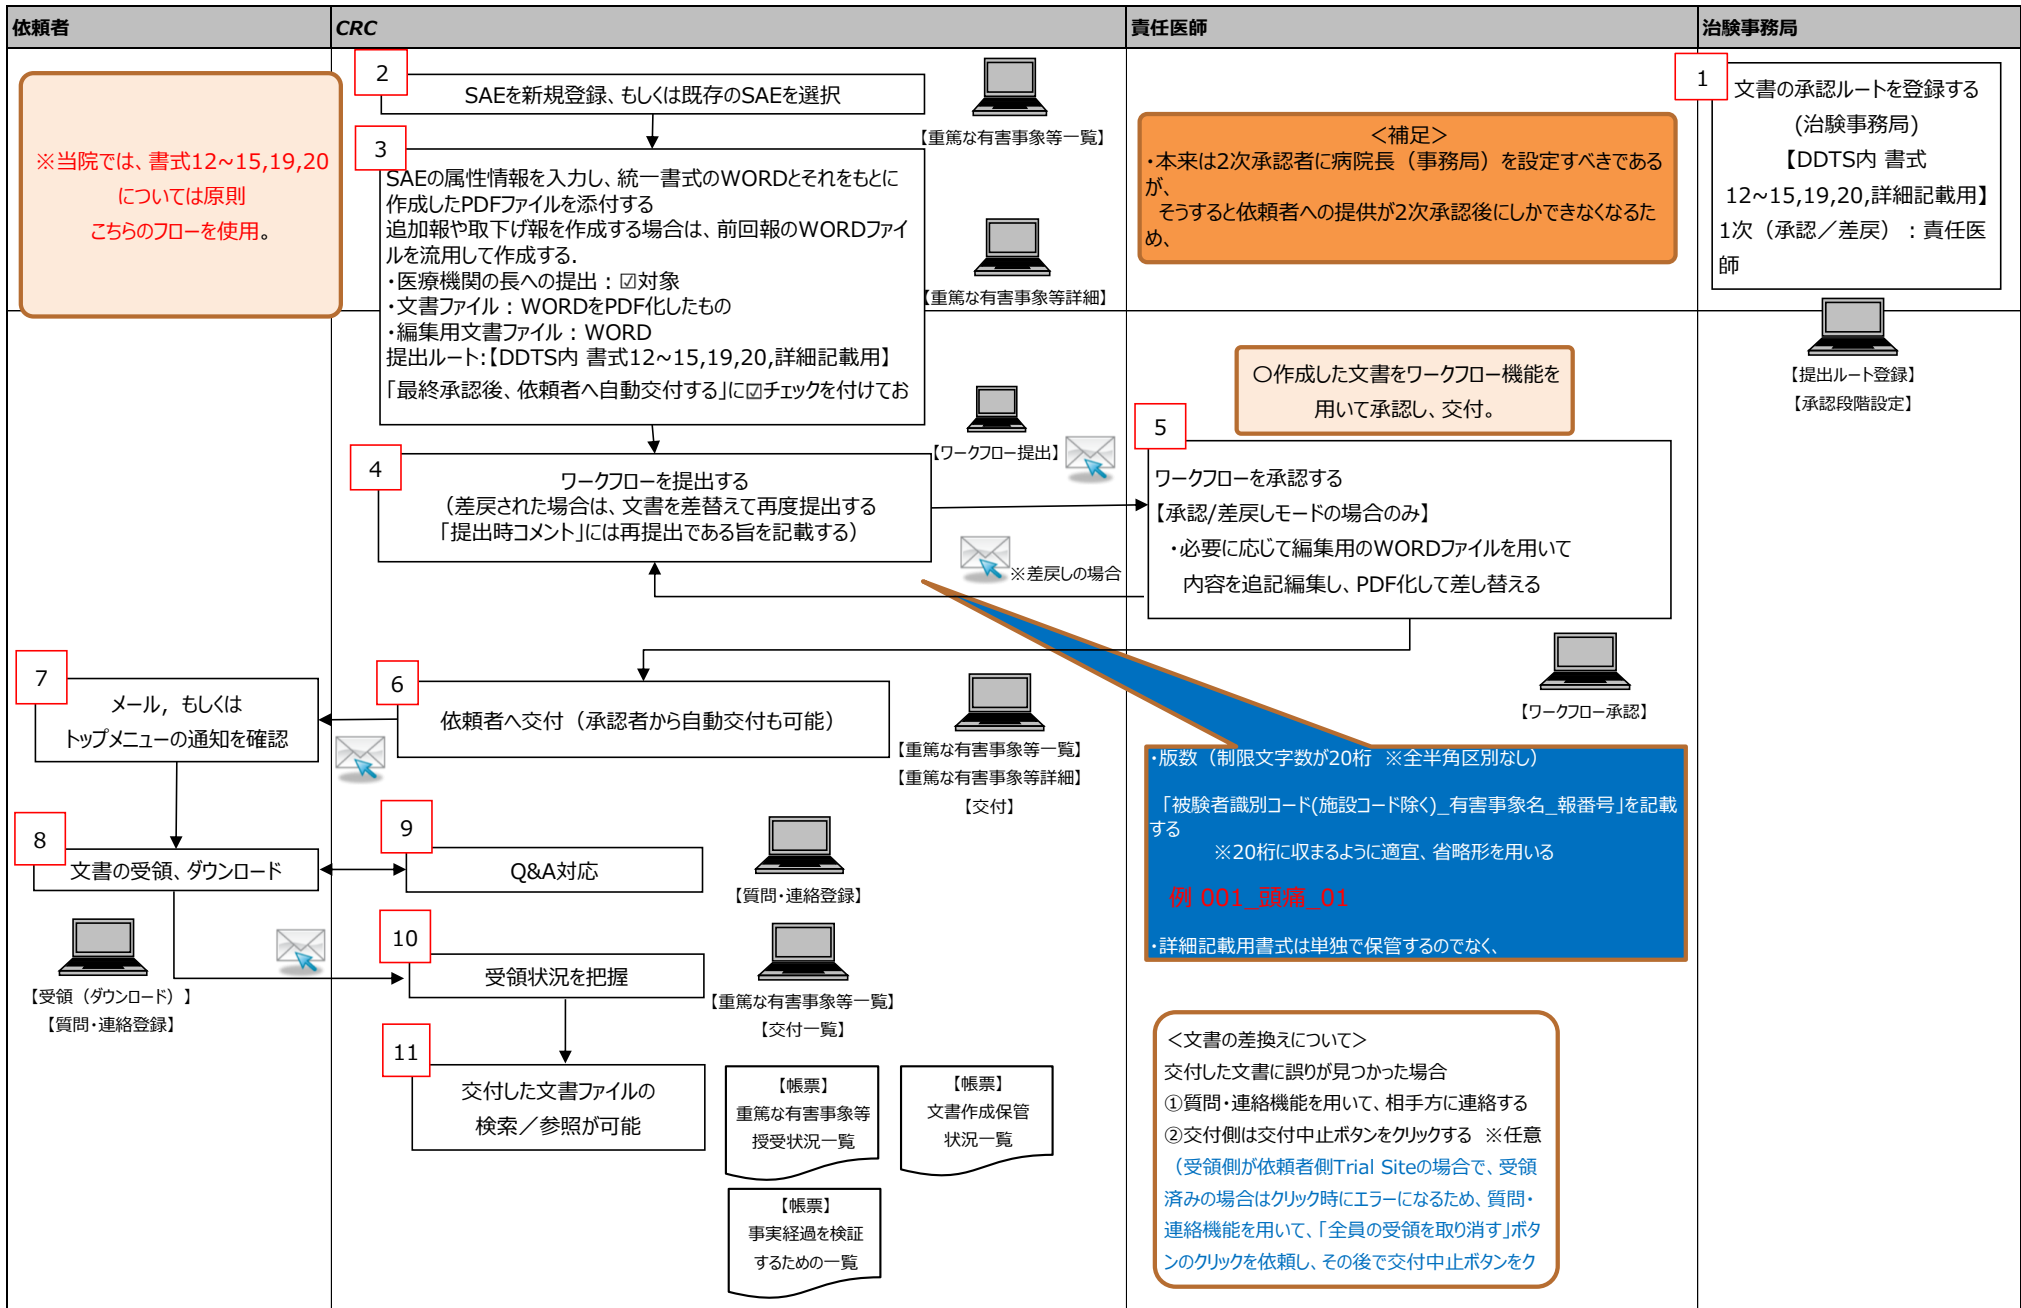 依頼者
CRC
責任医師
治験事務局
※当院では、書式12~15,19,20
については原則
こちらのフローを使用。
2
SAEを新規登録、もしくは既存のSAEを選択
【重篤な有害事象等一覧】
3
SAEの属性情報を入力し、統一書式のWORDとそれをもとに
作成したPDFファイルを添付する
追加報や取下げ報を作成する場合は、前回報のWORDファイ
ルを流用して作成する.
・医療機関の長への提出：☑対象
・文書ファイル：WORDをPDF化したもの
・編集用文書ファイル：WORD
提出ルート:【DDTS内 書式12~15,19,20,詳細記載用】
「最終承認後、依頼者へ自動交付する」に☑チェックを付けてお
【重篤な有害事象等詳細】
<補足>
・本来は2次承認者に病院長（事務局）を設定すべきである
が、
そうすると依頼者への提供が2次承認後にしかできなくなるた
め、
1
文書の承認ルートを登録する
(治験事務局)
【DDTS内 書式
12~15,19,20,詳細記載用】
1次（承認／差戻）：責任医
師
【提出ルート登録】
【承認段階設定】
〇作成した文書をワークフロー機能を
用いて承認し、交付。
4
ワークフローを提出する
（差戻された場合は、文書を差替えて再度提出する
「提出時コメント」には再提出である旨を記載する）
【ワークフロー提出】
※差戻しの場合
5
ワークフローを承認する
【承認/差戻しモードの場合のみ】
・必要に応じて編集用のWORDファイルを用いて
内容を追記編集し、PDF化して差し替える
【ワークフロー承認】
6
依頼者へ交付（承認者から自動交付も可能）
【重篤な有害事象等一覧】
【重篤な有害事象等詳細】
【交付】
7
メール，もしくは
トップメニューの通知を確認
8
文書の受領、ダウンロード
【受領（ダウンロード）】
【質問・連絡登録】
9
Q&A対応
【質問・連絡登録】
10
受領状況を把握
【重篤な有害事象等一覧】
【交付一覧】
11
交付した文書ファイルの
検索／参照が可能
【帳票】
重篤な有害事象等
授受状況一覧
【帳票】
文書作成保管
状況一覧
【帳票】
事実経過を検証
するための一覧
・版数（制限文字数が20桁　※全半角区別なし）
「被験者識別コード(施設コード除く)_有害事象名_報番号」を記載
する
※20桁に収まるように適宜、省略形を用いる
例 001_頭痛_01
・詳細記載用書式は単独で保管するのでなく、
＜文書の差換えについて＞
交付した文書に誤りが見つかった場合
①質問・連絡機能を用いて、相手方に連絡する
②交付側は交付中止ボタンをクリックする　※任意
（受領側が依頼者側Trial Siteの場合で、受領
済みの場合はクリック時にエラーになるため、質問・
連絡機能を用いて、「全員の受領を取り消す」ボタ
ンのクリックを依頼し、その後で交付中止ボタンをク